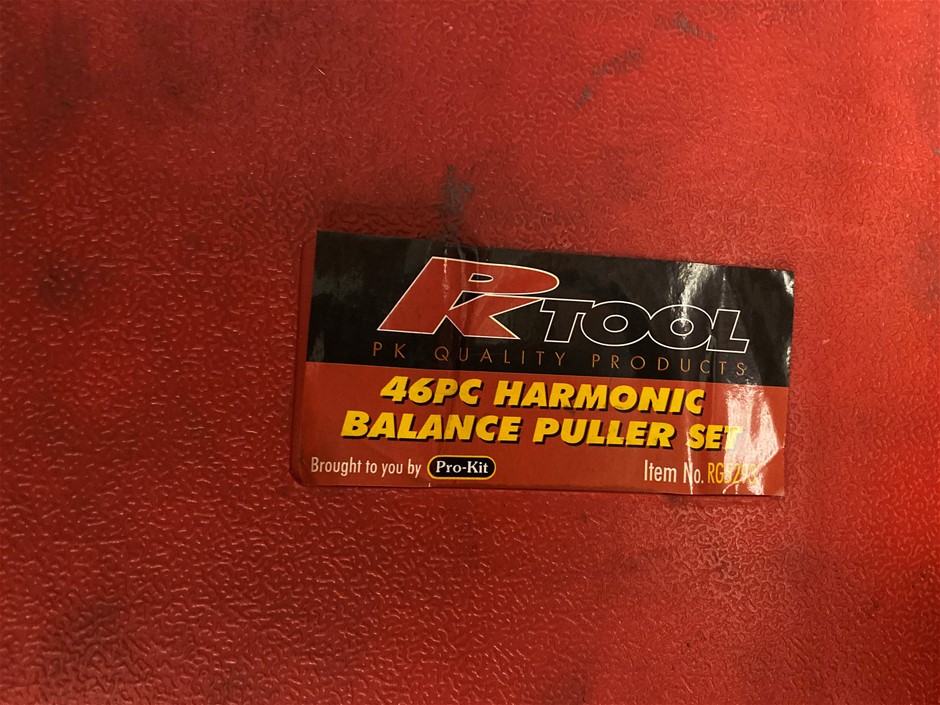 PK TOOL
PK QUALITY PRODUCTS
46PC HARMONIC
BALANCE PULLER SET
Brought to you by Pro-Kit
Item No.